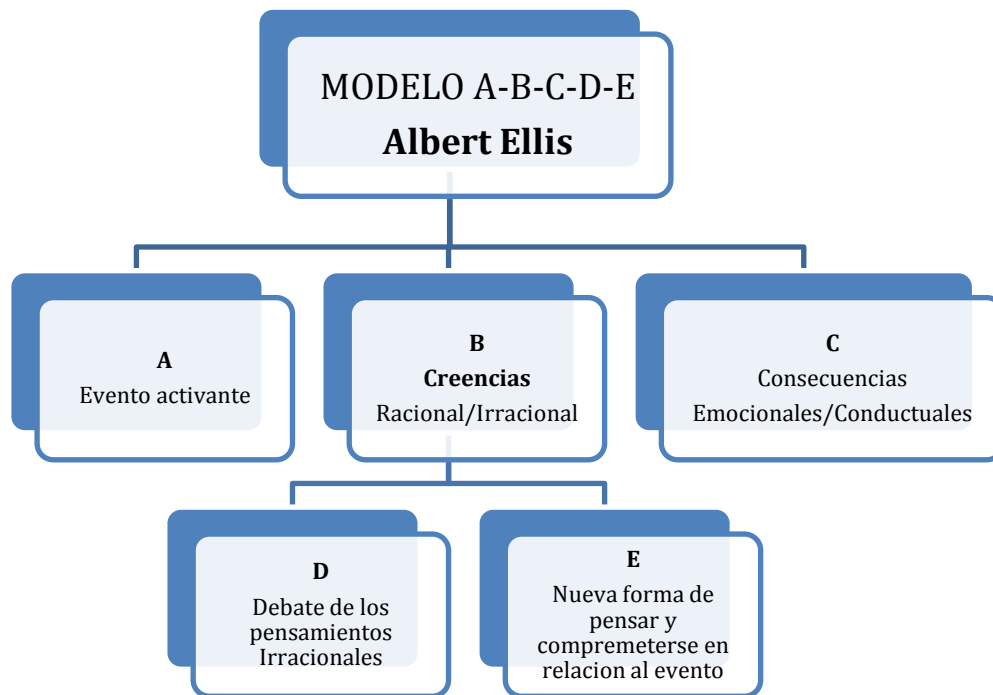 MODELO A-B-C-D-E
Albert Ellis
A
Evento activante
B
Creencias
Racional/Irracional
C
Consecuencias
Emocionales/Conductuales
D
Debate de los
pensamientos
Irracionales
E
Nueva forma de
pensar y
compremeterse en
relacion al evento